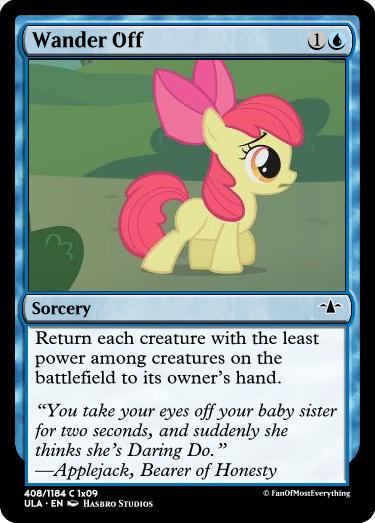 Wander Off 1
Sorcery
Return each creature with the least
power among creatures on the
battlefield to its owner's hand.
“You take your eyes off your baby sister
for two seconds, and suddenly she
thinks she's Daring Do.”
—Applejack, Bearer of Honesty
408/1184 C 1x09
ULA • EN Hasbro Studios
© FanOfMostEverything